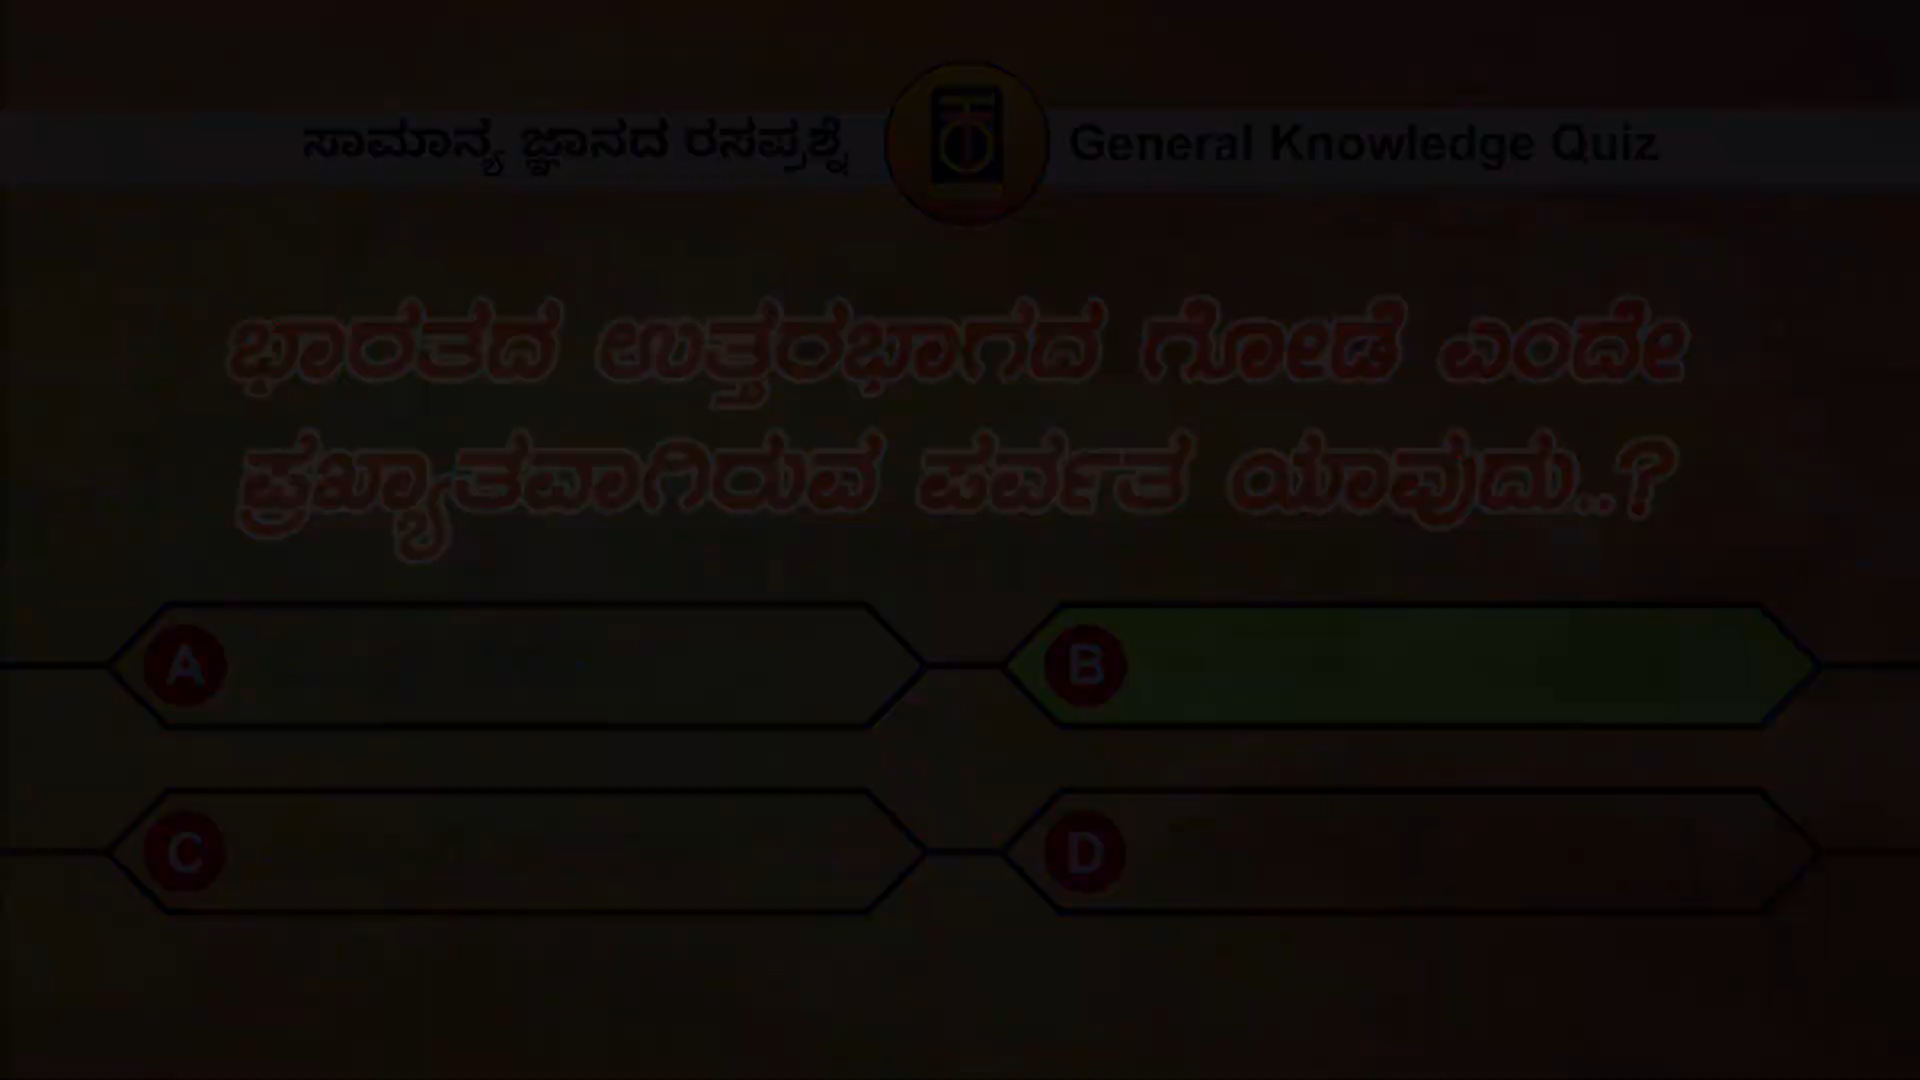 ಸಾಮಾನ್ಯ ಜ್ಞಾನದ ರಸಪ್ರಶ್ನೆ General Knowledge Quiz
ಭಾರತದ ಉತ್ತರಭಾಗದ ಗೋಡೆ ಎಂದೇ
ಪ್ರಖ್ಯಾತವಾಗಿರುವ ಪರ್ವತ ಯಾವುದು..?
A B
C D